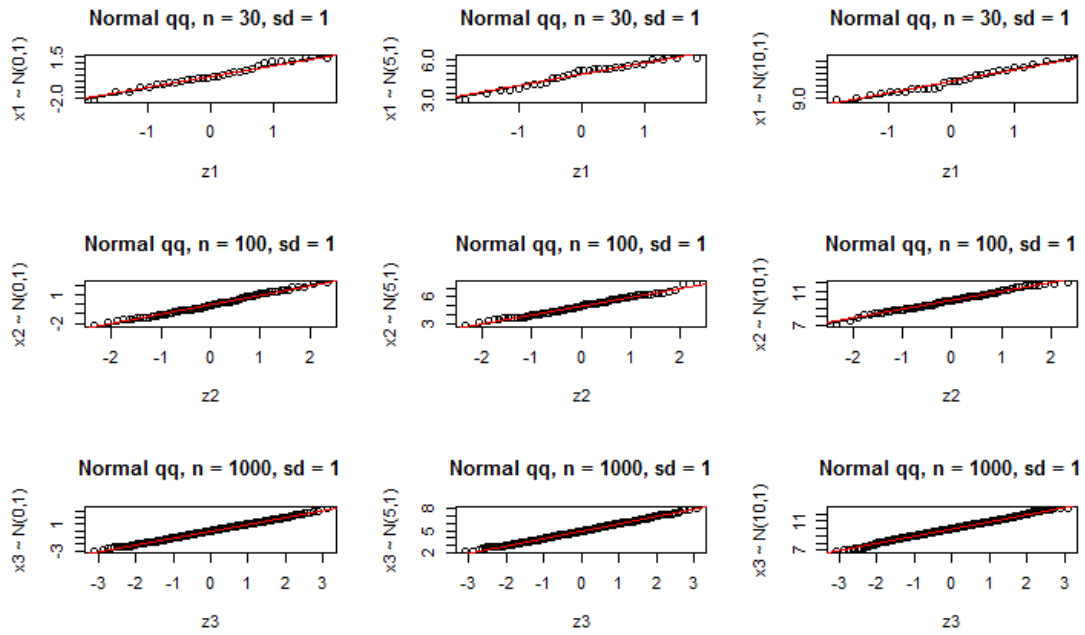 Normal qq, n = 30, sd = 1
x1 ~ N(0,1)
1.5
-2.0
-1 0 1
z1
Normal qq, n = 30, sd = 1
x1 ~ N(5,1)
6.0
3.0
-1 0 1
z1
Normal qq, n = 30, sd = 1
x1 ~ N(10,1)
9.0
-1 0 1
z1
Normal qq, n = 100, sd = 1
x2 ~ N(0,1)
1
-2
-2 -1 0 1 2
z2
Normal qq, n = 100, sd = 1
x2 ~ N(5,1)
6
3
-2 -1 0 1 2
z2
Normal qq, n = 100, sd = 1
x2 ~ N(10,1)
11
7
-2 -1 0 1 2
z2
Normal qq, n = 1000, sd = 1
x3 ~ N(0,1)
1
-3
-3 -2 -1 0 1 2 3
z3
Normal qq, n = 1000, sd = 1
x3 ~ N(5,1)
8
5
2
-3 -2 -1 0 1 2 3
z3
Normal qq, n = 1000, sd = 1
x3 ~ N(10,1)
11
7
-3 -2 -1 0 1 2 3
z3